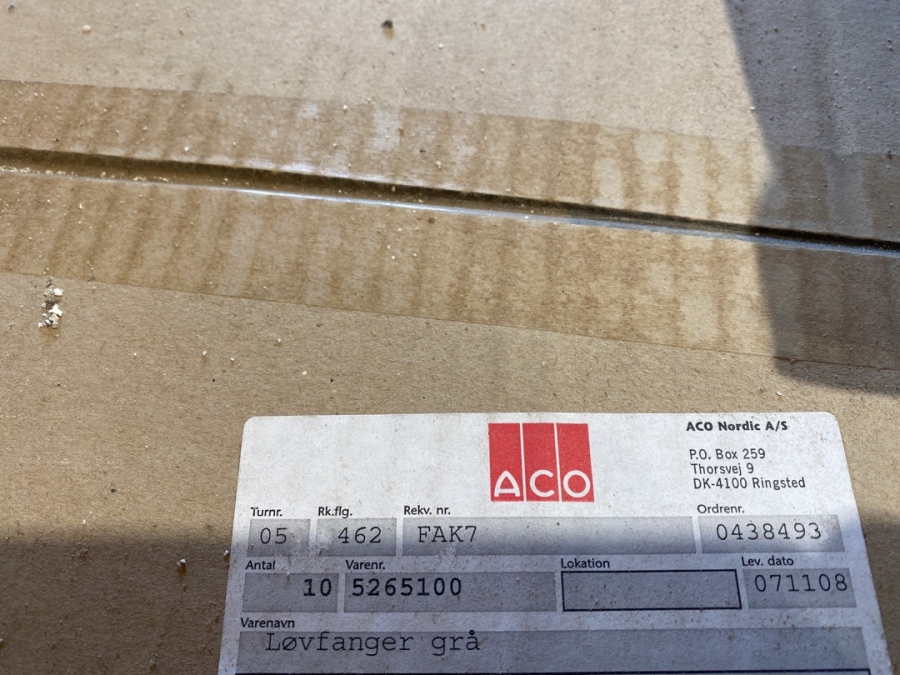 ACO
ACO Nordic A/S
P.O. Box 259
Thorsvej 9
DK-4100 Ringsted
Turnr. Rk.flg. Rekv. nr. Ordrenr.
05 462 FAK7 0438493
Antal Varenr. Lokation Lev. dato
10 5265100 071108
Varenavn
Løvfanger grå